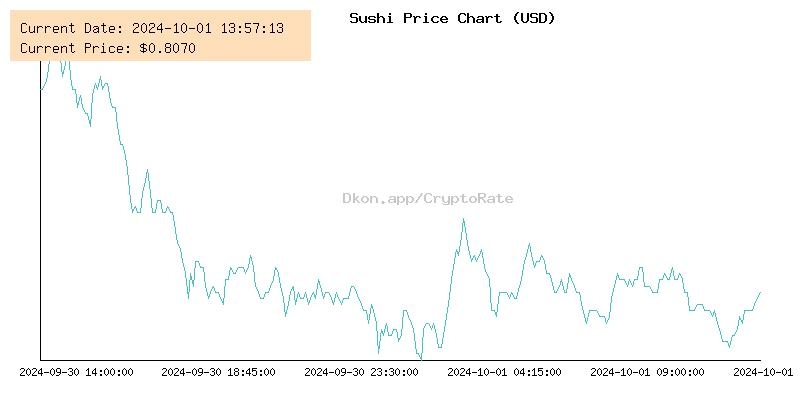 Sushi Price Chart (USD)
Current Date: 2024-10-01 13:57:13
Current Price: $0.8070
Dkon.app/CryptoRate
2024-09-30 14:00:00 2024-09-30 18:45:00 2024-09-30 23:30:00 2024-10-01 04:15:00 2024-10-01 09:00:00 2024-10-01